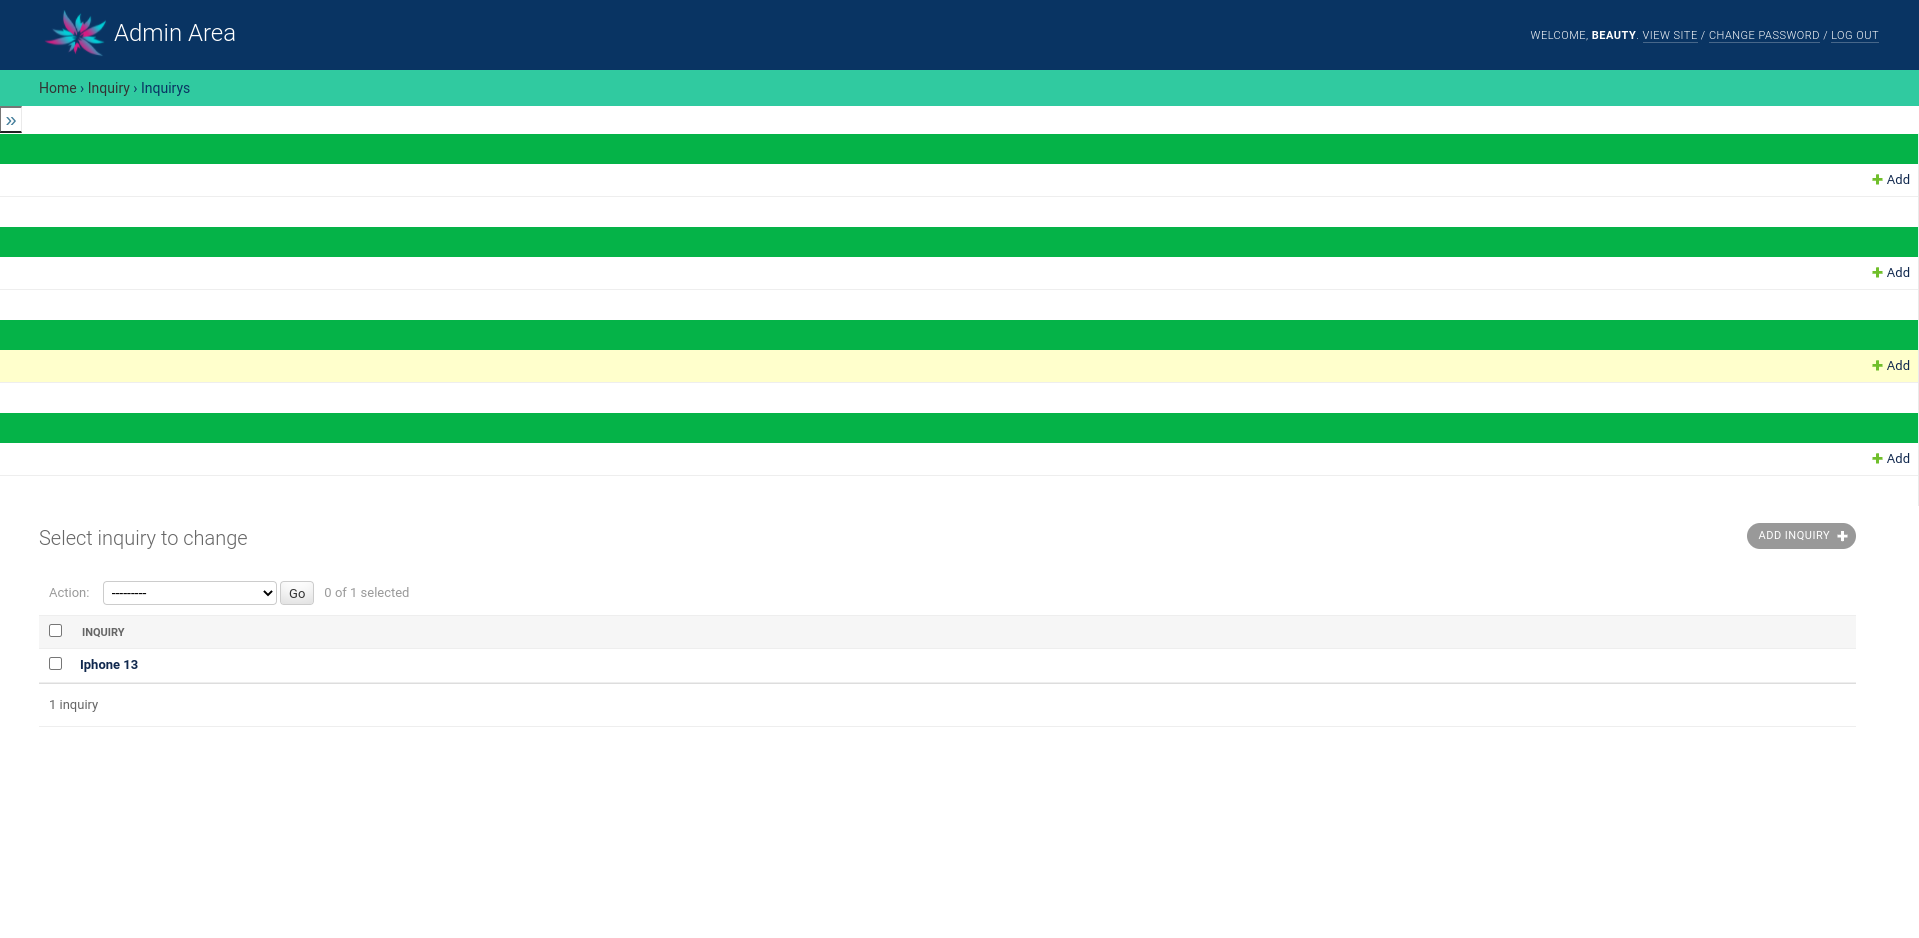 Admin Area
WELCOME, BEAUTY. VIEW SITE / CHANGE PASSWORD / LOG OUT
Home › Inquiry › Inquirys
»
Add
Add
Add
Add
Select inquiry to change
ADD INQUIRY
Action: --------- Go 0 of 1 selected
INQUIRY
Iphone 13
1 inquiry